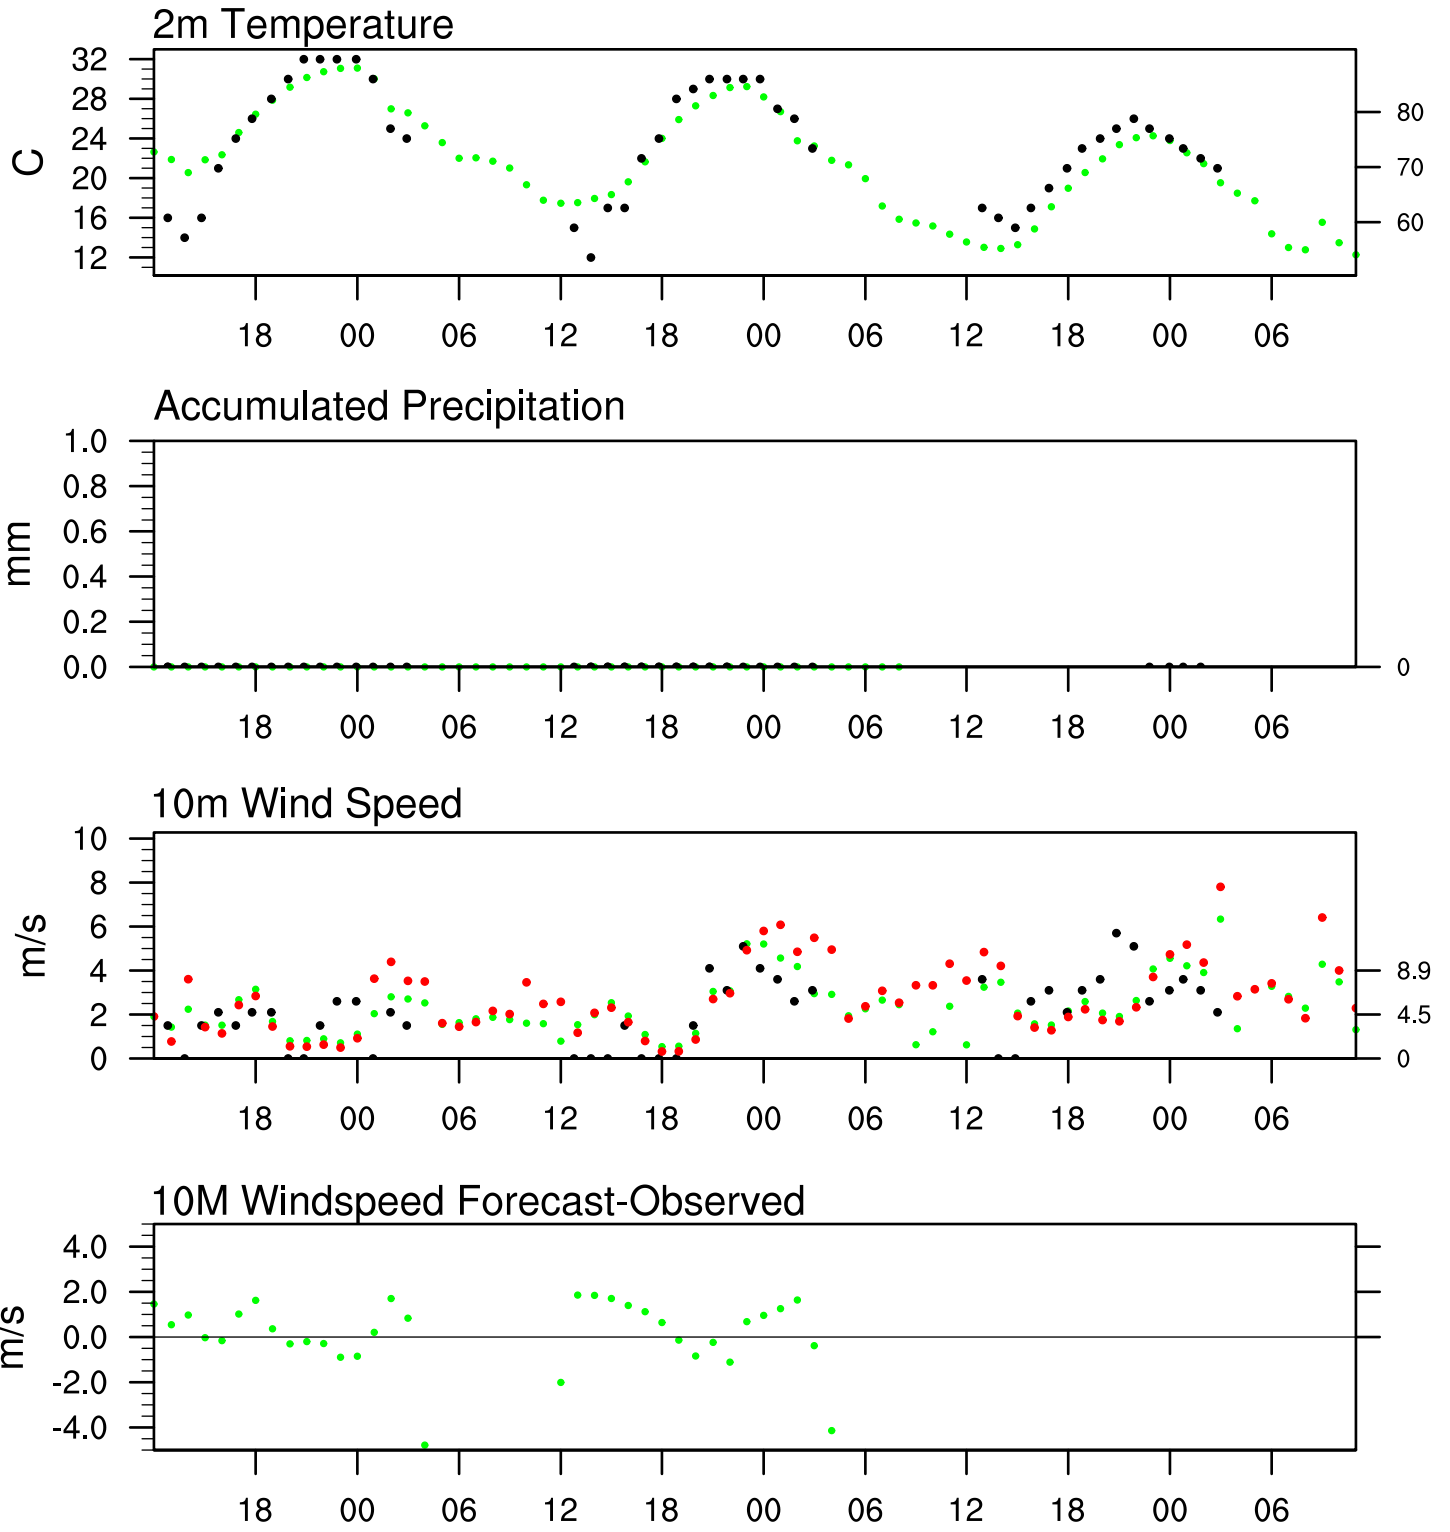 2m Temperature
32
28
24
20
16
12
C
80
70
60
18 00 06 12 18 00 06 12 18 00 06
Accumulated Precipitation
1.0
0.8
0.6
0.4
0.2
0.0
mm
0
18 00 06 12 18 00 06 12 18 00 06
10m Wind Speed
10
8
6
4
2
0
m/s
8.9
4.5
0
18 00 06 12 18 00 06 12 18 00 06
10M Windspeed Forecast-Observed
4.0
2.0
0.0
-2.0
-4.0
m/s
18 00 06 12 18 00 06 12 18 00 06